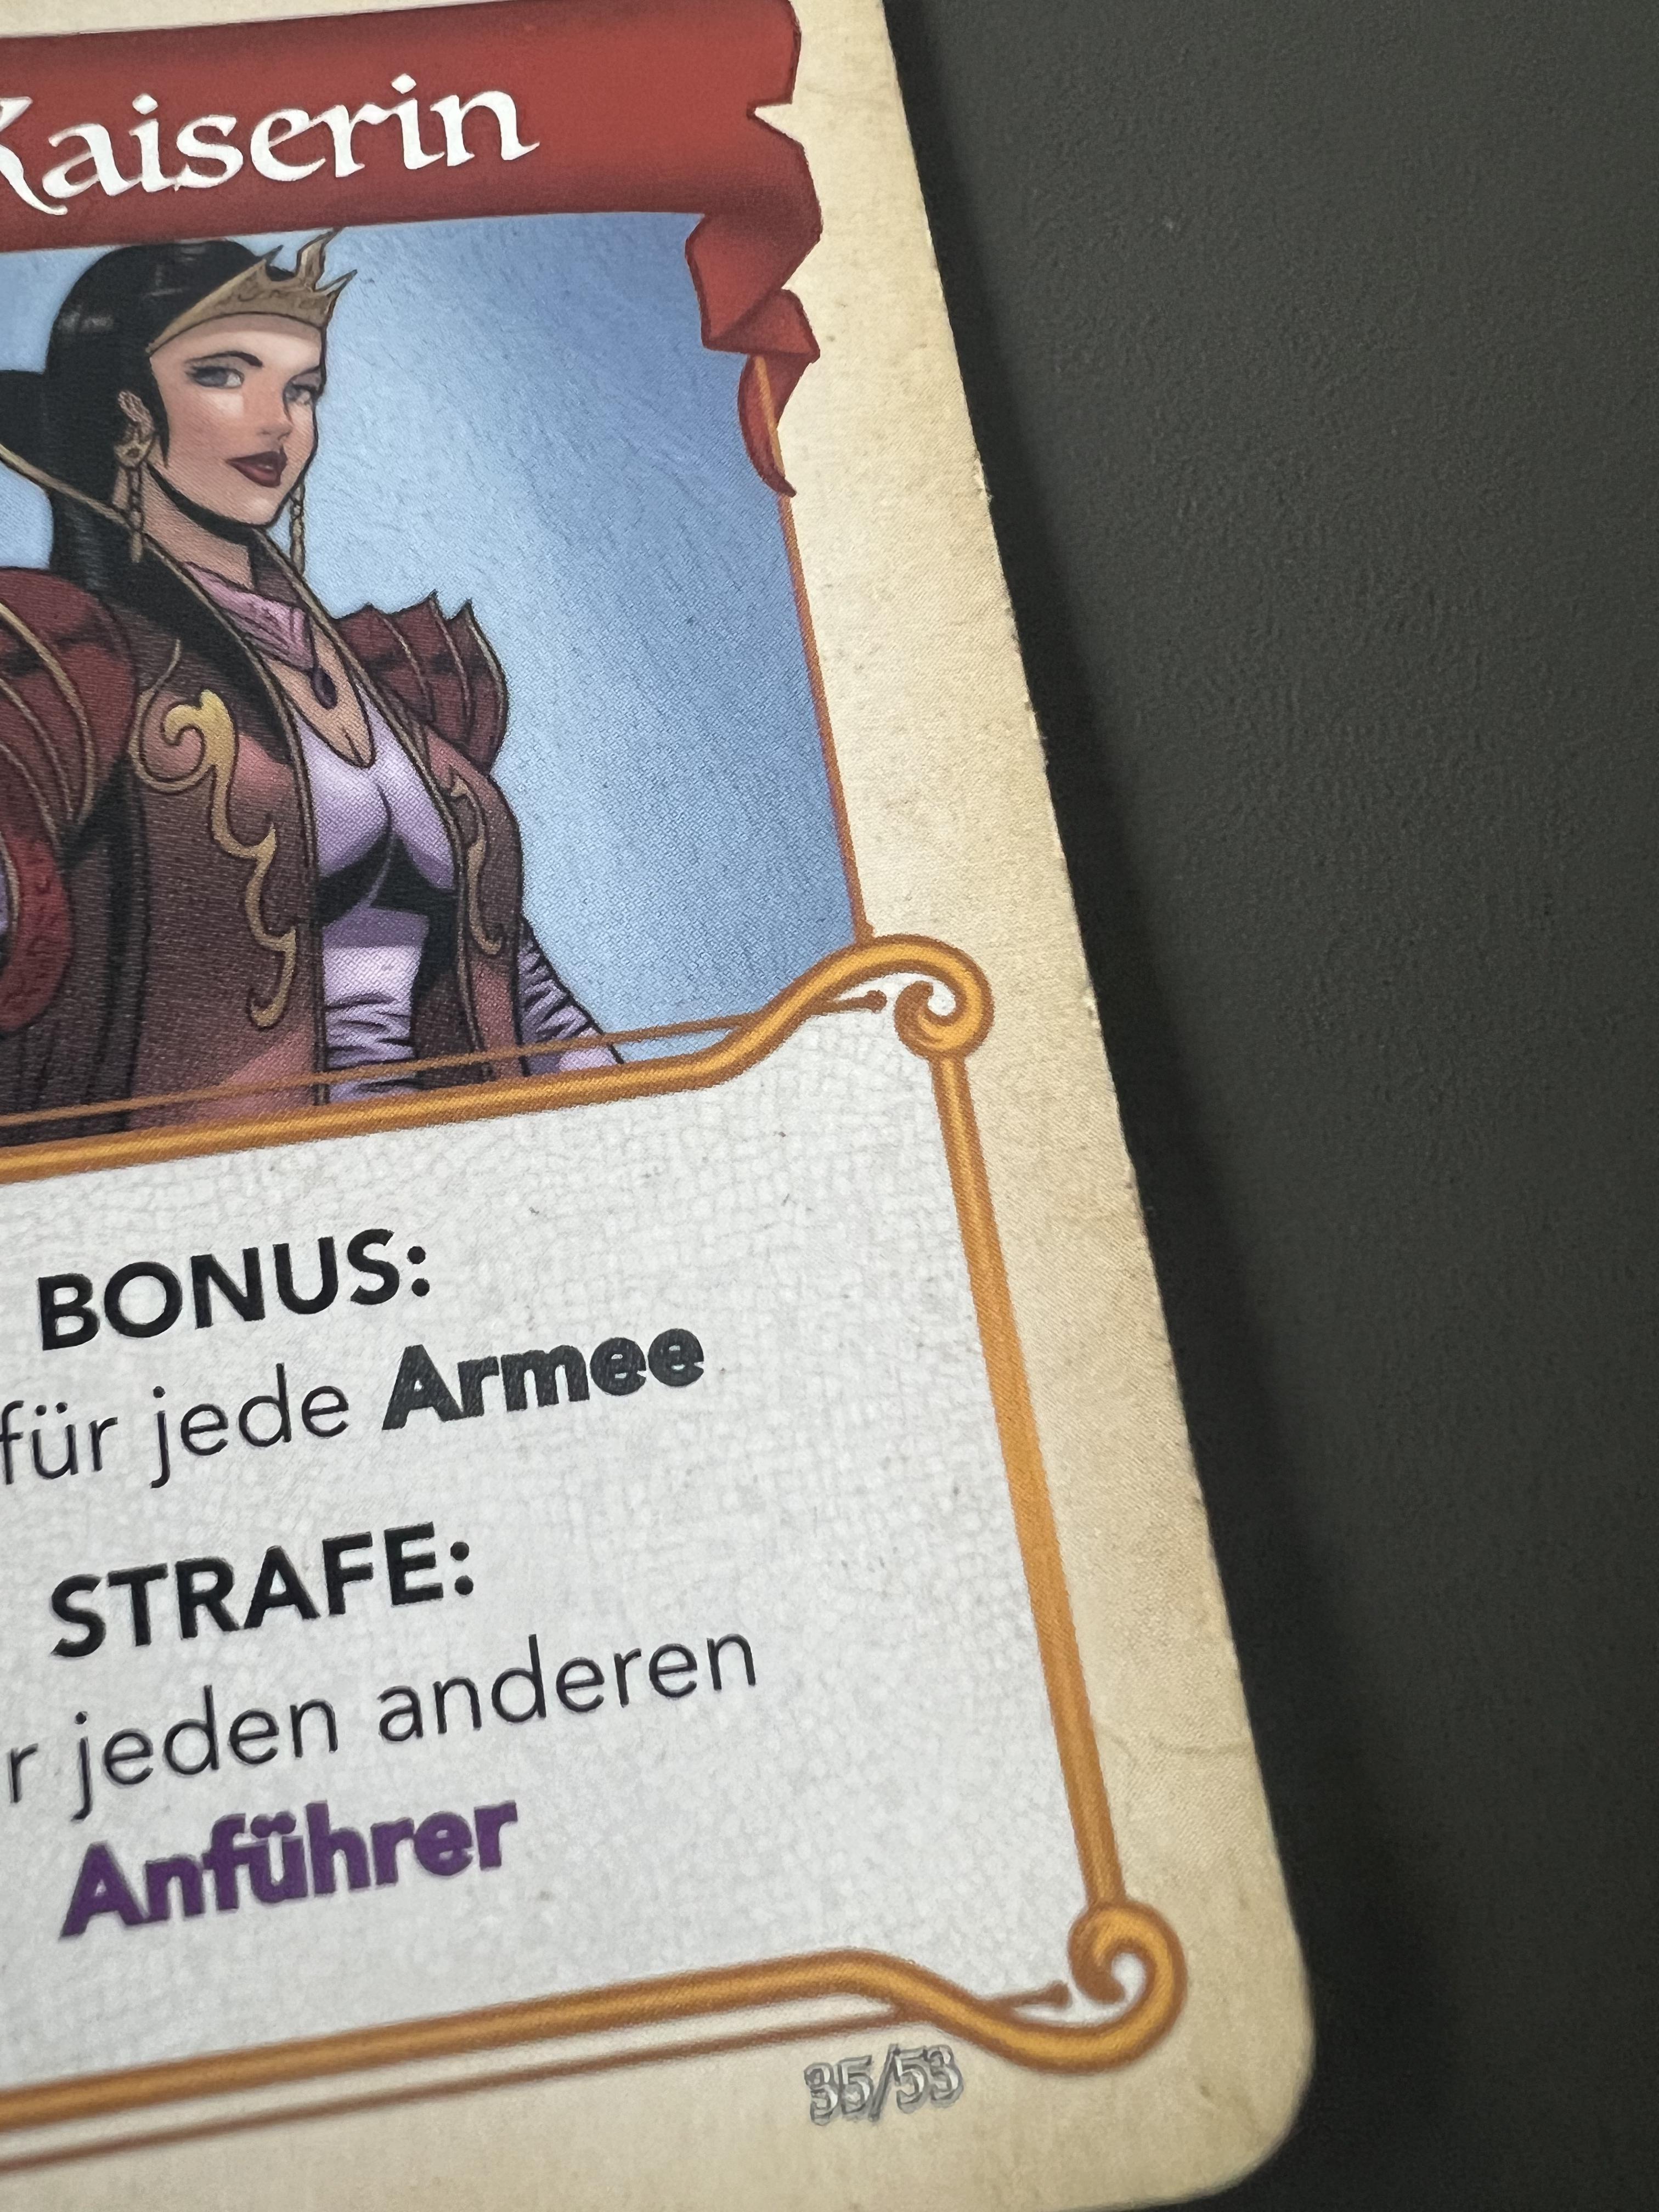 Kaiserin
BONUS:
für jede Armee
STRAFE:
r jeden anderen
Anführer
35/53